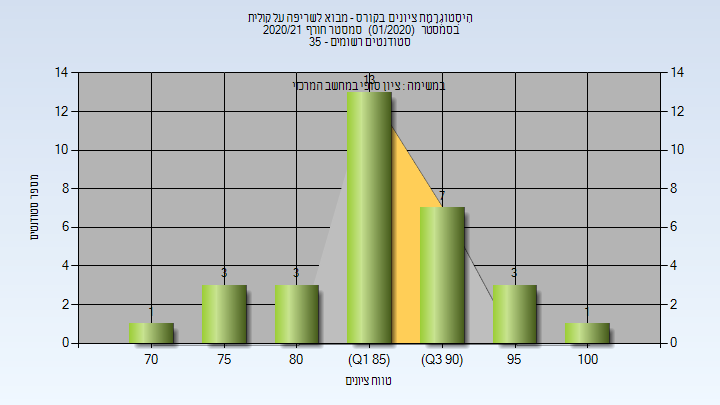 היסטוגרמת ציונים בקורס - מבוא לשריפה על קולית
בסמסטר (01/2020) סמסטר חורף 2020/21
סטודנטים רשומים - 35
במשימה : ציון סופי במחשב המרכזי
מספר סטודנטים
14 14
12 12
10 10
8 8
6 6
4 4
2 2
0 0
1 3 3 13 7 3 1
70 75 80 (Q1 85) (Q3 90) 95 100
טווח ציונים